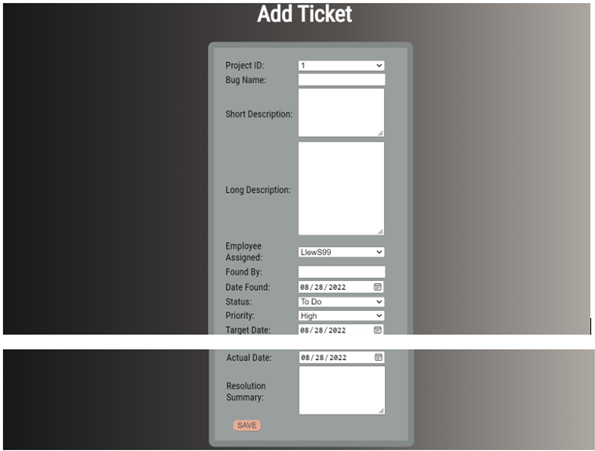 Add Ticket
Project ID: 1
Bug Name:
Short Description:
Long Description:
Employee
Assigned: LlewS99
Found By:
Date Found: 08/28/2022
Status: To Do
Priority: High
Target Date: 08/28/2022
Actual Date: 08/28/2022
Resolution
Summary:
SAVE